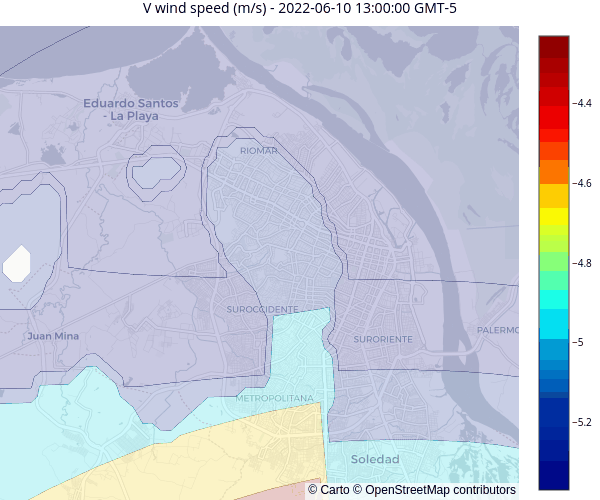 V wind speed (m/s) - 2022-06-10 13:00:00 GMT-5
Eduardo Santos
- La Playa
RIOMAR
SUROCCIDENTE
Juan Mina
SURORIENTE
PALERMO
METROPOLITANA
Soledad
© Carto © OpenStreetMap contributors
−4.4
−4.6
−4.8
−5
−5.2